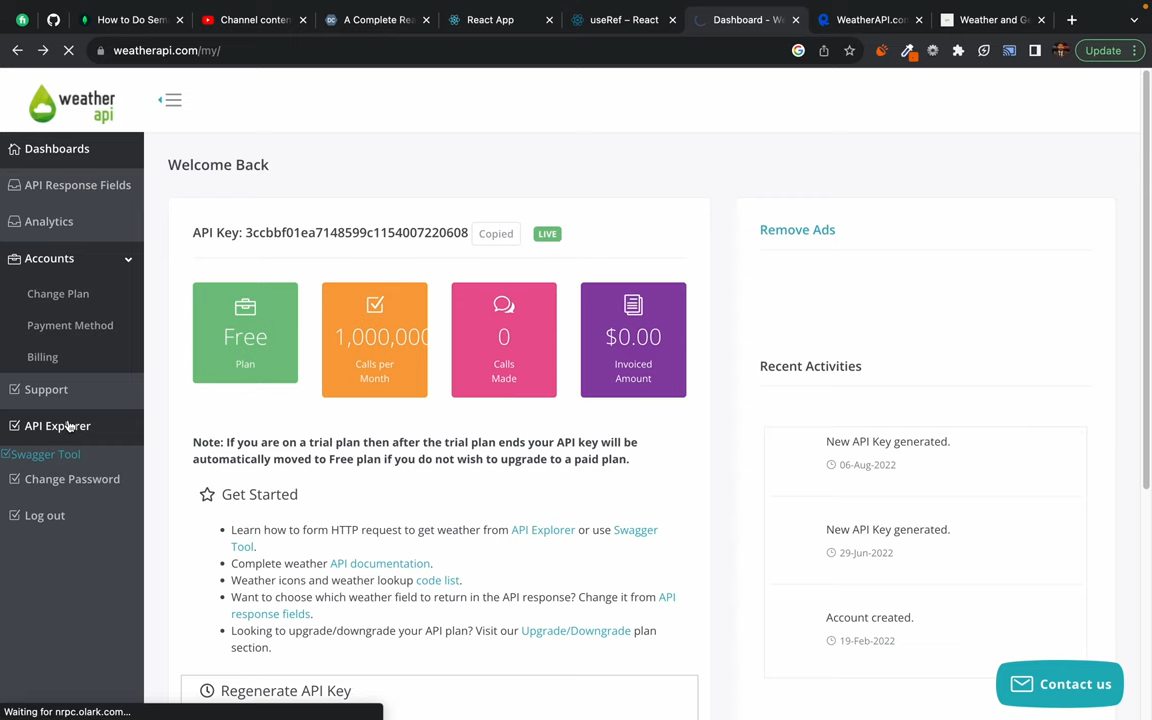 How to Do Sem
Channel conten
A Complete Rea
React App
useRef – React
Dashboard - We
WeatherAPI.co
Weather and Ge
weatherapi.com/my/
Update
weather
api
Dashboards
API Response Fields
Analytics
Accounts
Change Plan
Payment Method
Billing
Support
API Explorer
Swagger Tool
Change Password
Log out
Welcome Back
API Key: 3ccbbf01ea7148599c1154007220608
Copied
LIVE
Free
Plan
1,000,000
Calls per
Month
0
Calls
Made
$0.00
Invoiced
Amount
Note: If you are on a trial plan then after the trial plan ends your API key will be
automatically moved to Free plan if you do not wish to upgrade to a paid plan.
Get Started
Learn how to form HTTP request to get weather from API Explorer or use Swagger
Tool.
Complete weather API documentation.
Weather icons and weather lookup code list.
Want to choose which weather field to return in the API response? Change it from API
response fields.
Looking to upgrade/downgrade your API plan? Visit our Upgrade/Downgrade plan
section.
Regenerate API Key
Remove Ads
Recent Activities
New API Key generated.
06-Aug-2022
New API Key generated.
29-Jun-2022
Account created.
19-Feb-2022
Contact us
Waiting for nrpc.olark.com...